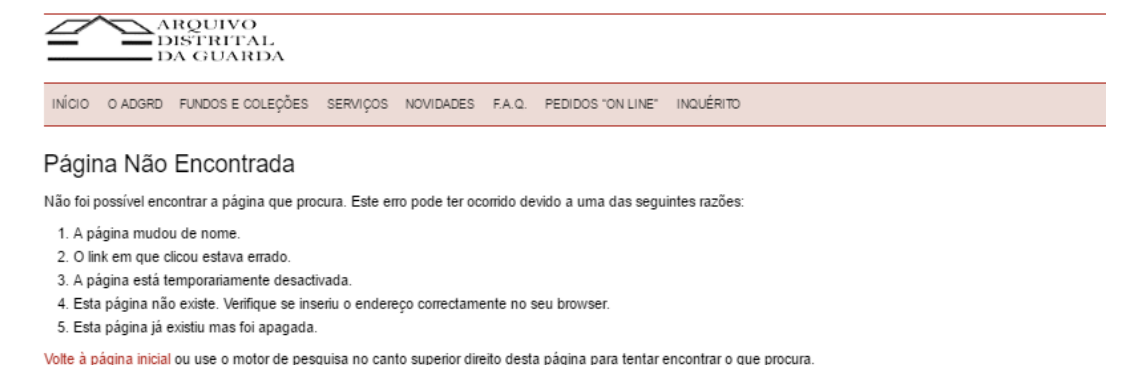 ARQUIVO
DISTRITAL
DA GUARDA
INÍCIO O ADGRD FUNDOS E COLEÇÕES SERVIÇOS NOVIDADES F.A.Q. PEDIDOS "ON LINE" INQUÉRITO
Página Não Encontrada
Não foi possível encontrar a página que procura. Este erro pode ter ocorrido devido a uma das seguintes razões:
1. A página mudou de nome.
2. O link em que clicou estava errado.
3. A página está temporariamente desactivada.
4. Esta página não existe. Verifique se inseriu o endereço correctamente no seu browser.
5. Esta página já existiu mas foi apagada.
Volte à página inicial ou use o motor de pesquisa no canto superior direito desta página para tentar encontrar o que procura.